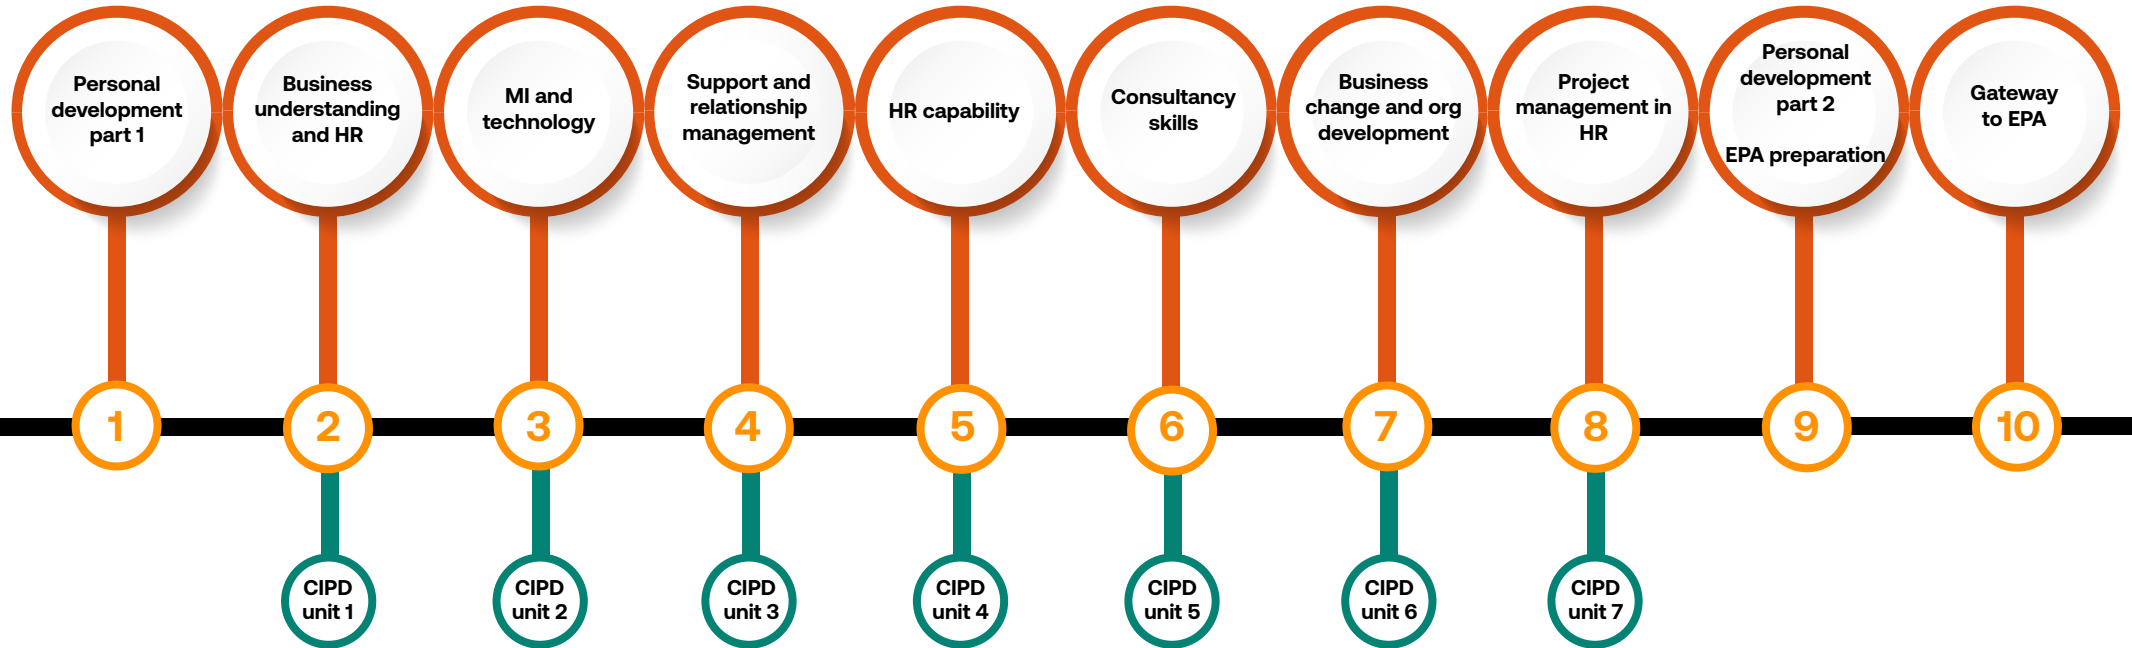 Personal
development
part 1
Business
understanding
and HR
MI and
technology
Support and
relationship
management
HR capability
Consultancy
skills
Business
change and org
development
Project
management in
HR
Personal
development
part 2
EPA preparation
Gateway
to EPA
1
2
3
4
5
6
7
8
9
10
CIPD
unit 1
CIPD
unit 2
CIPD
unit 3
CIPD
unit 4
CIPD
unit 5
CIPD
unit 6
CIPD
unit 7